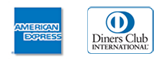 AMERICAN
EXPRESS
Diners Club
INTERNATIONAL®